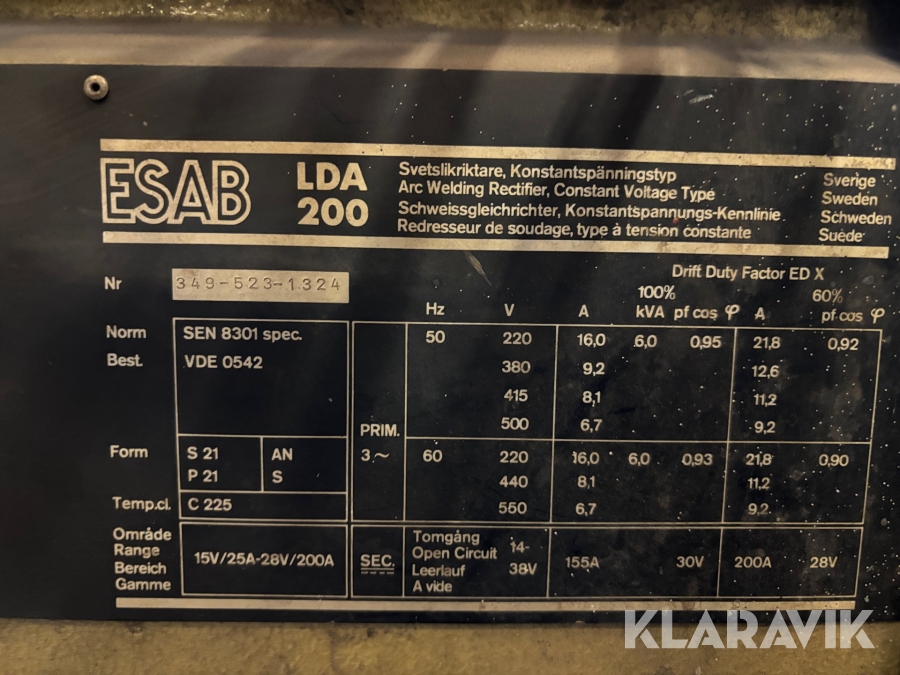 ESAB LDA 200
Svetslikriktare, Konstantspänningstyp
Arc Welding Rectifier, Constant Voltage Type
Schweissgleichrichter, Konstantspannungs-Kennlinie
Redresseur de soudage, type à tension constante
Sverige
Sweden
Schweden
Suède
Nr 349-523-1324
Drift Duty Factor ED X
100% 60%
Hz V A kVA pf cos φ A pf cos φ
Norm SEN 8301 spec.
Best. VDE 0542
Form S 21 AN
P 21 S
Temp.cl. C 225
PRIM.
3~
50 220 16,0 6,0 0,95 21,8 0,92
380 9,2 12,6
415 8,1 11,2
500 6,7 9,2
60 220 16,0 6,0 0,93 21,8 0,90
440 8,1 11,2
550 6,7 9,2
Område
Range
Bereich
Gamme
15V/25A-28V/200A
SEC.
Tomgång
Open Circuit
Leerlauf
A vide
14-
38V
155A 30V 200A 28V
KLARAVIK